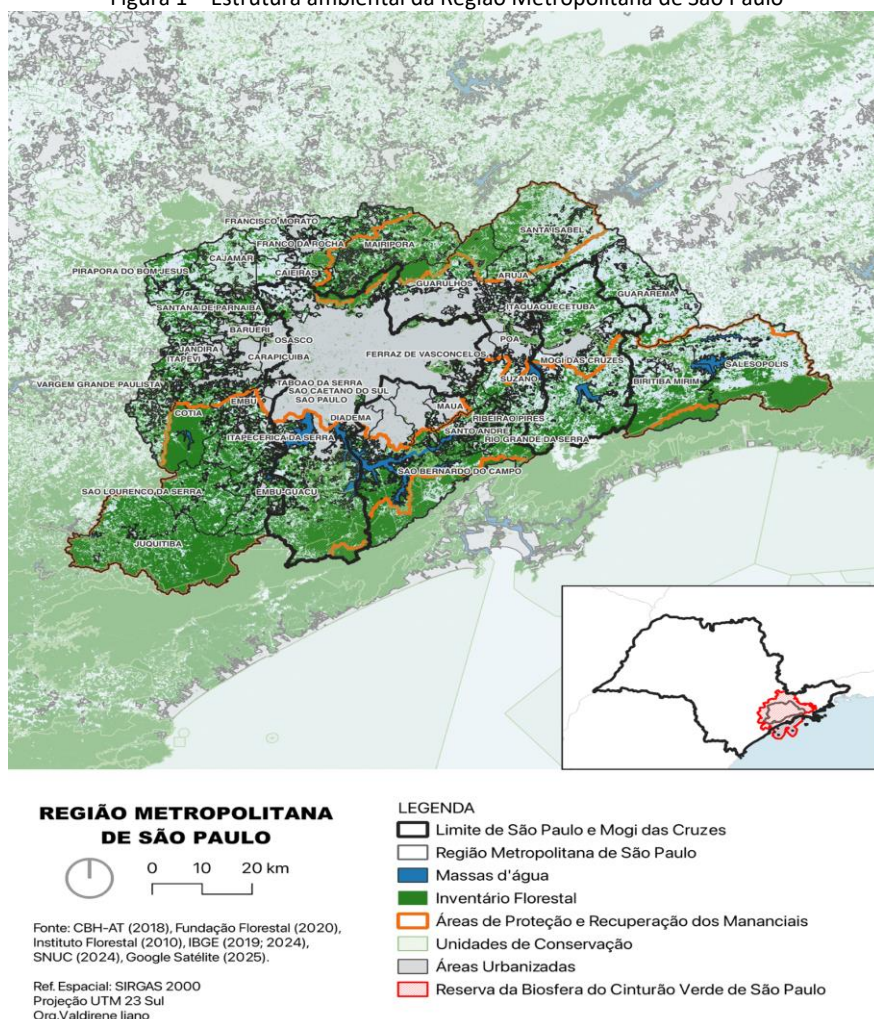 Figura 1 – Estrutura ambiental da Região Metropolitana de São Paulo
FRANCISCO MORATO
SANTA ISABEL
FRANCO DA ROCHA
MAIRIPORA
CAJAMAR
PIRAPORA DO BOM JESUS
CAIEIRAS
ARUJA
GUARULHOS
GUARAREMA
SANTANA DE PARNAIBA
ITAQUAQUECETUBA
BARUERI
OSASCO
POA
JANDIRA
ITAPEVI
CARAPICUIBA
FERRAZ DE VASCONCELOS
MOGI DAS CRUZES
SALESOPOLIS
VARGEM GRANDE PAULISTA
TABOAO DA SERRA
SUZANO
BIRITIBA MIRIM
SAO CAETANO DO SUL
EMBU
SAO PAULO
COTIA
MAUA
DIADEMA
RIBEIRAO PIRES
SANTO ANDRE
ITAPECERICA DA SERRA
RIO GRANDE DA SERRA
SAO BERNARDO DO CAMPO
SAO LOURENCO DA SERRA
EMBU-GUACU
JUQUITIBA
REGIÃO METROPOLITANA
DE SÃO PAULO
0 10 20 km
Fonte: CBH-AT (2018), Fundação Florestal (2020),
Instituto Florestal (2010), IBGE (2019; 2024),
SNUC (2024), Google Satélite (2025).
Ref. Espacial: SIRGAS 2000
Projeção UTM 23 Sul
Org.Valdirene Iiano
LEGENDA
Limite de São Paulo e Mogi das Cruzes
Região Metropolitana de São Paulo
Massas d'água
Inventário Florestal
Áreas de Proteção e Recuperação dos Mananciais
Unidades de Conservação
Áreas Urbanizadas
Reserva da Biosfera do Cinturão Verde de São Paulo